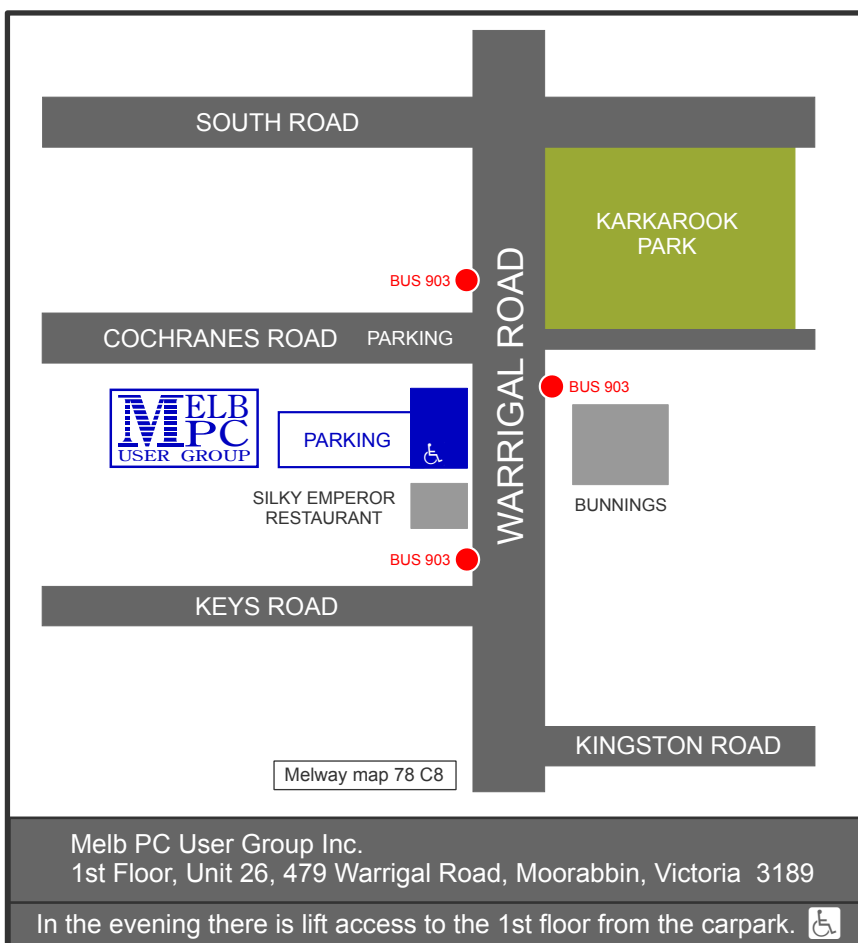 SOUTH ROAD
KARKAROOK
PARK
BUS 903
WARRIGAL ROAD
COCHRANES ROAD
PARKING
BUS 903
MELB
PC
USER GROUP
PARKING
SILKY EMPEROR
RESTAURANT
BUNNINGS
BUS 903
KEYS ROAD
KINGSTON ROAD
Melway map 78 C8
Melb PC User Group Inc.
1st Floor, Unit 26, 479 Warrigal Road, Moorabbin, Victoria  3189
In the evening there is lift access to the 1st floor from the carpark.